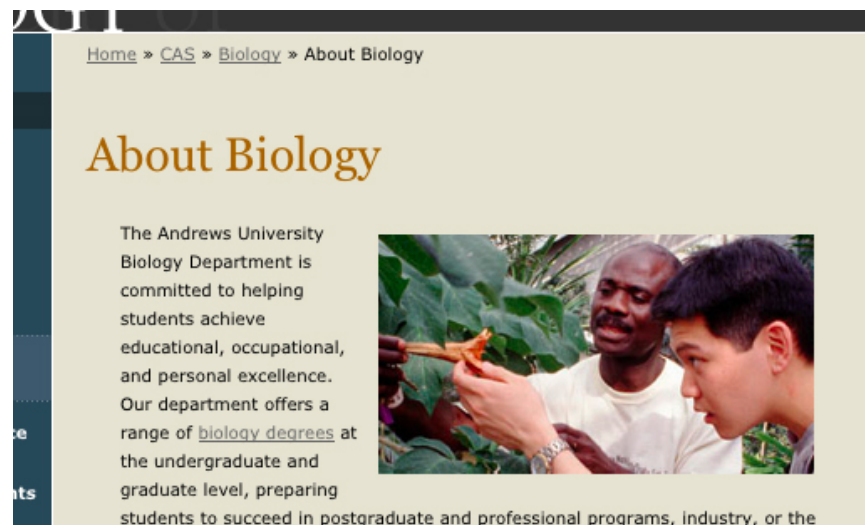 Home » CAS » Biology » About Biology
About Biology
The Andrews University
Biology Department is
committed to helping
students achieve
educational, occupational,
and personal excellence.
Our department offers a
range of biology degrees at
the undergraduate and
graduate level, preparing
students to succeed in postgraduate and professional programs, industry, or the